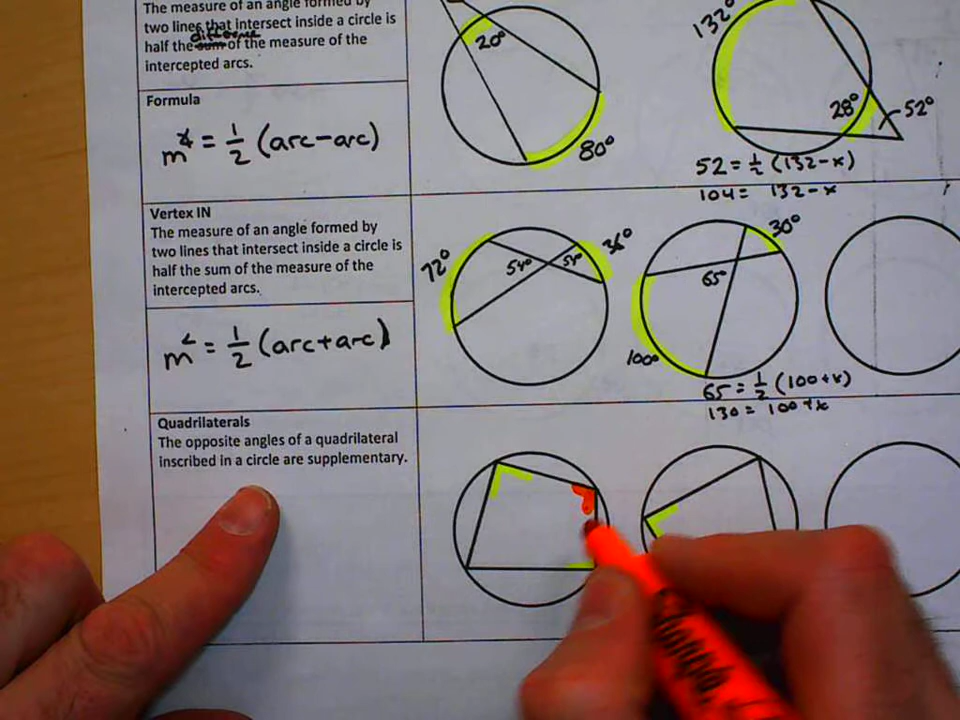 The measure of an angle formed by
two lines that intersect inside a circle is
difference
half the sum of the measure of the
intercepted arcs.
Formula
m∡ = 1/2 (arc-arc)
20°
80°
132°
28°
52°
52 = 1/2 (132-x)
104 = 132-x
Vertex IN
The measure of an angle formed by
two lines that intersect inside a circle is
half the sum of the measure of the
intercepted arcs.
m∠ = 1/2 (arc+arc)
72°
54°
54°
36°
30°
65°
100°
65 = 1/2 (100+x)
130 = 100+x
Quadrilaterals
The opposite angles of a quadrilateral
inscribed in a circle are supplementary.